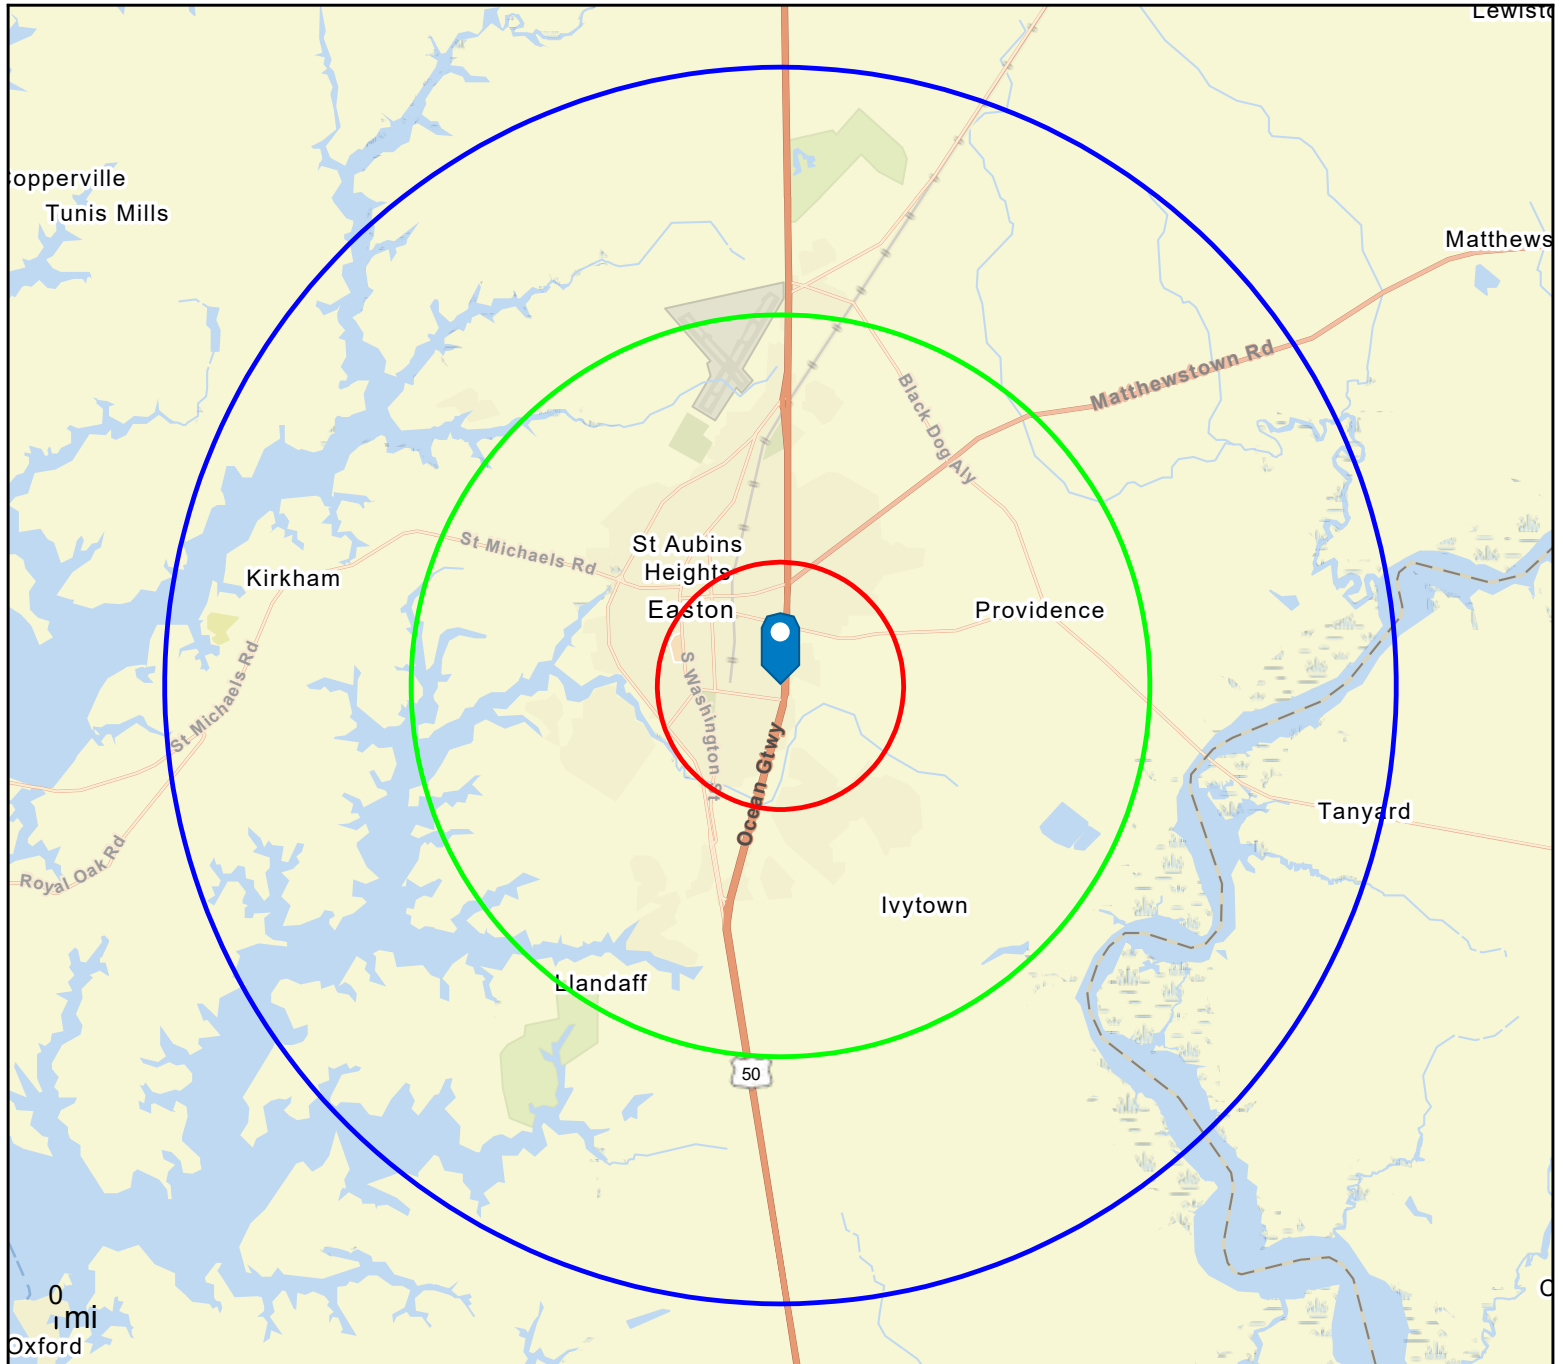 Lewisto
Copperville
Tunis Mills
Matthews
Matthewstown Rd
Black Dog Aly
St Michaels Rd
St Aubins
Heights
Kirkham
Easton
Providence
St Michaels Rd
S Washington St
Ocean Gtwy
Tanyard
Royal Oak Rd
Ivytown
Llandaff
50
0
mi
Oxford